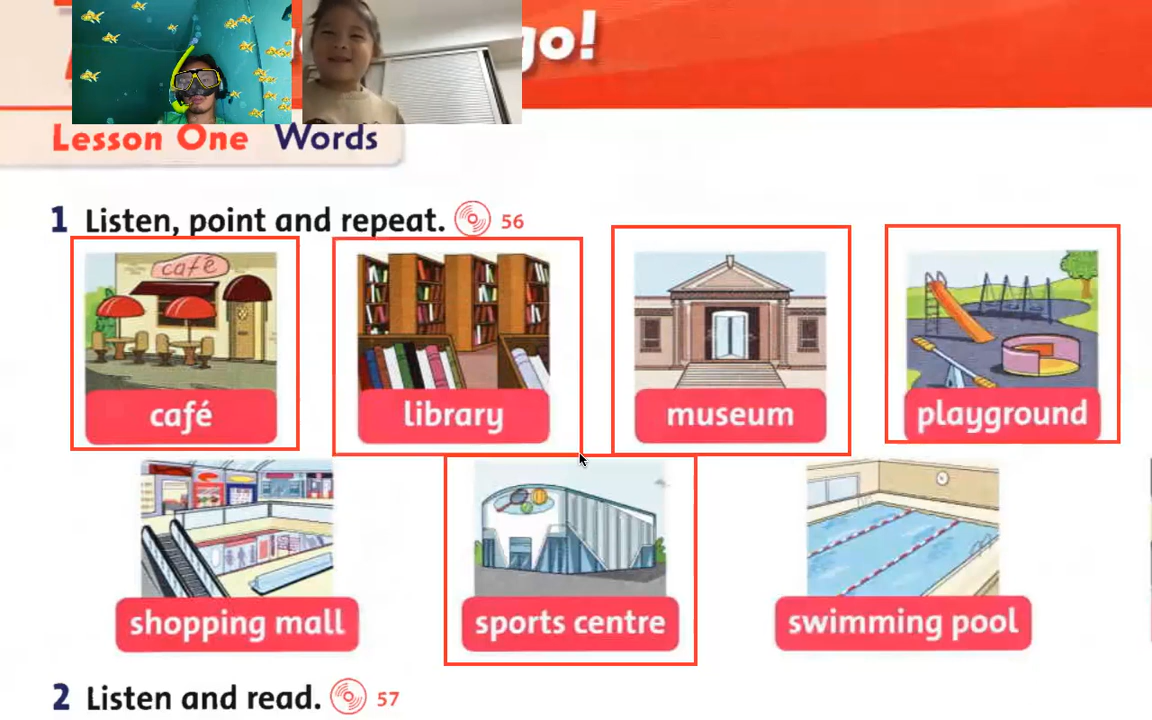 go!
Lesson One Words
1 Listen, point and repeat. 56
café
café library museum playground
shopping mall sports centre swimming pool
2 Listen and read. 57